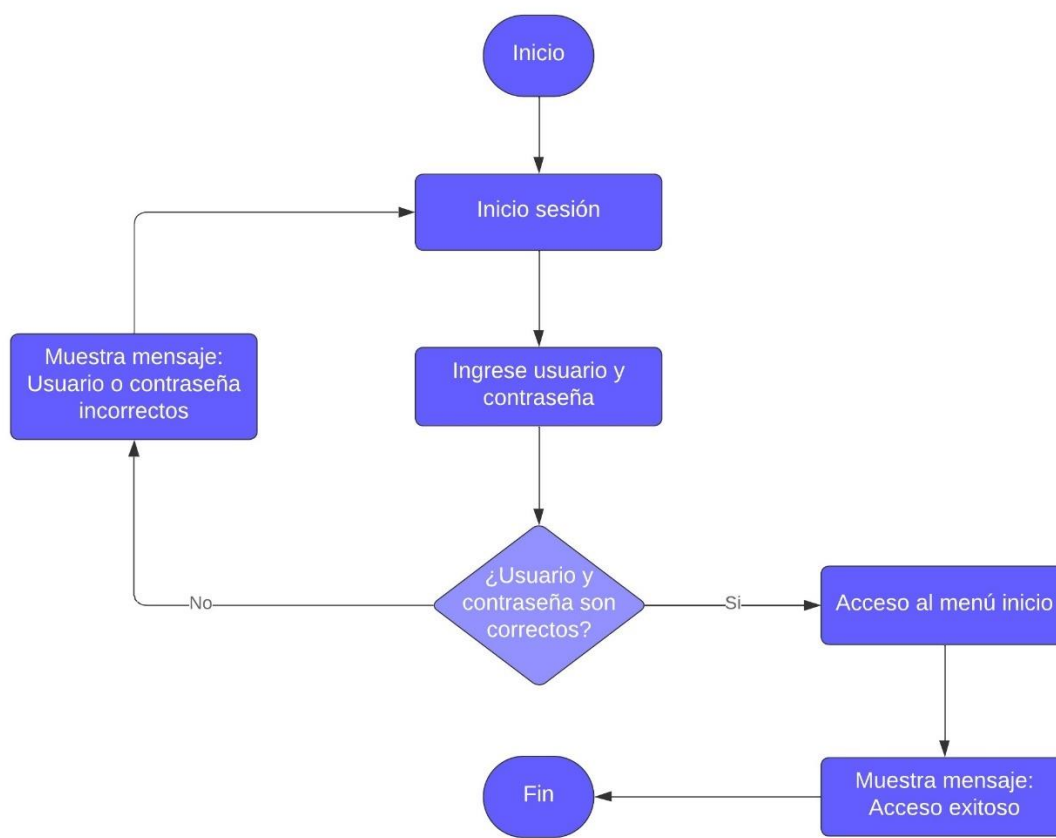 Inicio
Inicio sesión
Muestra mensaje:
Usuario o contraseña
incorrectos
Ingrese usuario y
contraseña
¿Usuario y
contraseña son
correctos?
No
Si
Acceso al menú inicio
Muestra mensaje:
Acceso exitoso
Fin